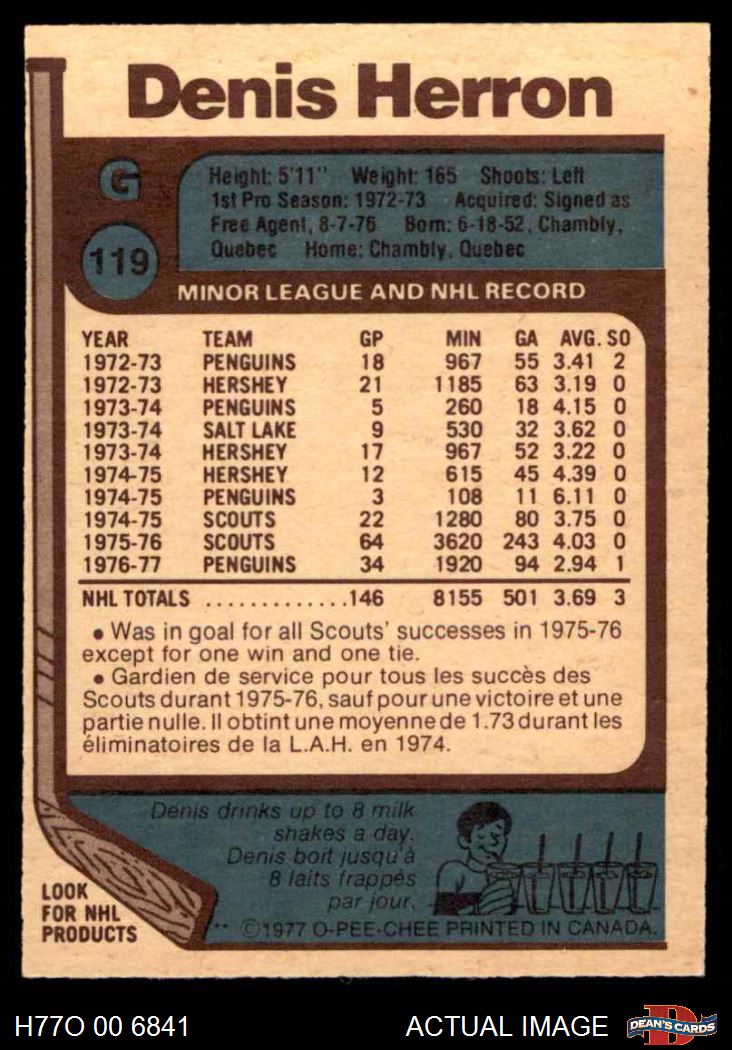 Denis Herron
G
119
Height: 5'11" Weight: 165 Shoots: Left
1st Pro Season: 1972-73 Acquired: Signed as
Free Agent, 8-7-76 Born: 6-18-52, Chambly,
Quebec Home: Chambly, Quebec
MINOR LEAGUE AND NHL RECORD
YEAR TEAM GP MIN GA AVG. SO
1972-73 PENGUINS 18 967 55 3.41 2
1972-73 HERSHEY 21 1185 63 3.19 0
1973-74 PENGUINS 5 260 18 4.15 0
1973-74 SALT LAKE 9 530 32 3.62 0
1973-74 HERSHEY 17 967 52 3.22 0
1974-75 HERSHEY 12 615 45 4.39 0
1974-75 PENGUINS 3 108 11 6.11 0
1974-75 SCOUTS 22 1280 80 3.75 0
1975-76 SCOUTS 64 3620 243 4.03 0
1976-77 PENGUINS 34 1920 94 2.94 1
NHL TOTALS .............146 8155 501 3.69 3
• Was in goal for all Scouts' successes in 1975-76
except for one win and one tie.
• Gardien de service pour tous les succès des
Scouts durant 1975-76, sauf pour une victoire et une
partie nulle. Il obtint une moyenne de 1.73 durant les
éliminatoires de la L.A.H. en 1974.
Denis drinks up to 8 milk
shakes a day.
Denis boit jusqu'à
8 laits frappés
par jour.
LOOK
FOR NHL
PRODUCTS
** ©1977 O-PEE-CHEE PRINTED IN CANADA.
H77O 00 6841
ACTUAL IMAGE
D
DEAN'S CARDS